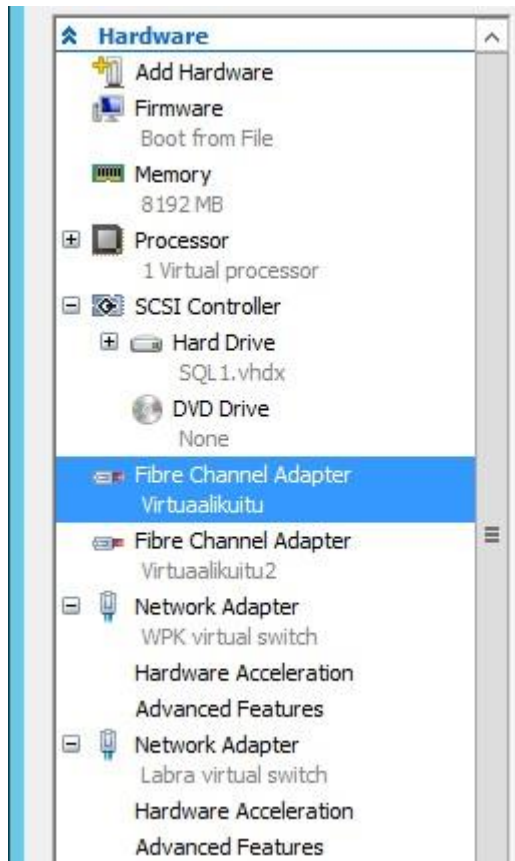 Hardware
Add Hardware
Firmware
Boot from File
Memory
8192 MB
Processor
1 Virtual processor
SCSI Controller
Hard Drive
SQL1.vhdx
DVD Drive
None
Fibre Channel Adapter
Virtuaalikuitu
Fibre Channel Adapter
Virtuaalikuitu2
Network Adapter
WPK virtual switch
Hardware Acceleration
Advanced Features
Network Adapter
Labra virtual switch
Hardware Acceleration
Advanced Features